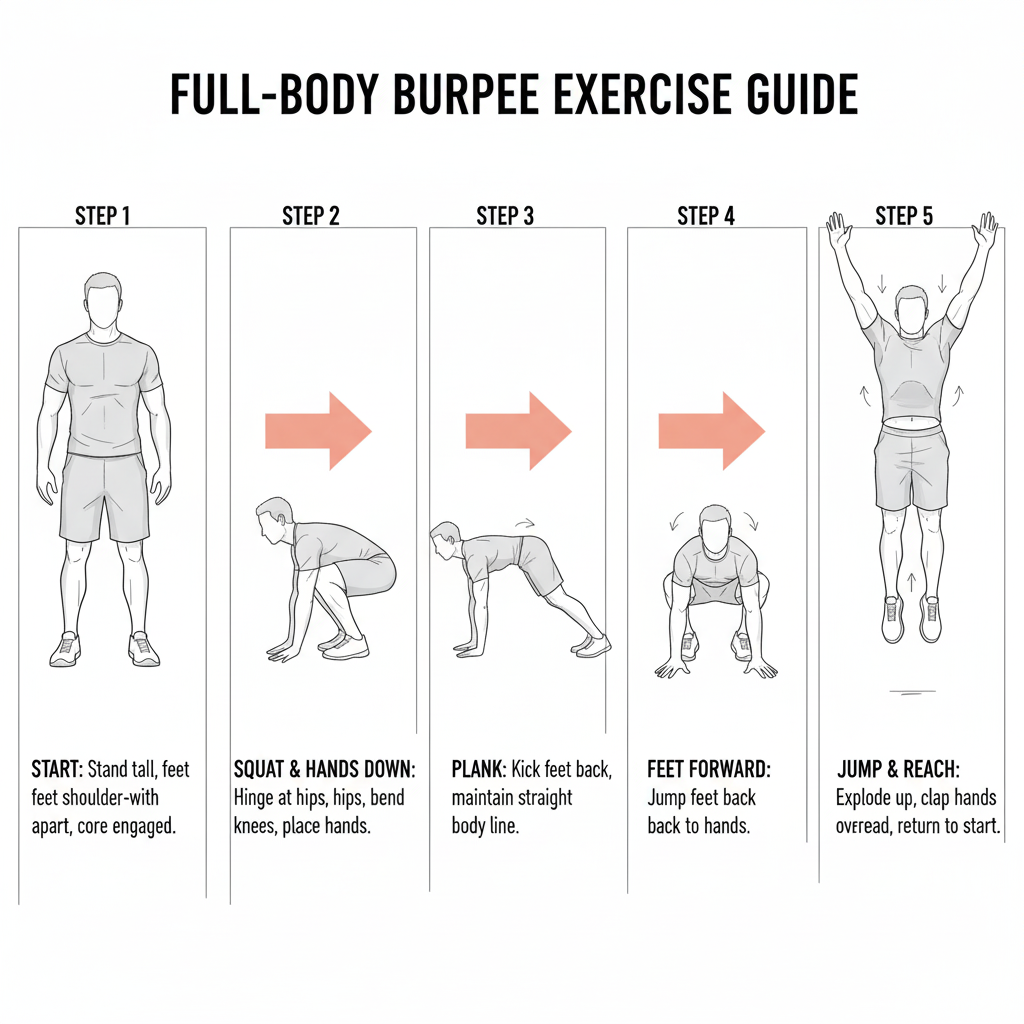 FULL-BODY BURPEE EXERCISE GUIDE
STEP 1
STEP 2
STEP 3
STEP 4
STEP 5
START: Stand tall, feet
feet shoulder-with
apart, core engaged.
SQUAT & HANDS DOWN:
Hinge at hips, hips, bend
knees, place hands.
PLANK: Kick feet back,
maintain straight
body line.
FEET FORWARD:
Jump feet back
back to hands.
JUMP & REACH:
Explode up, clap hands
overead, return to start.